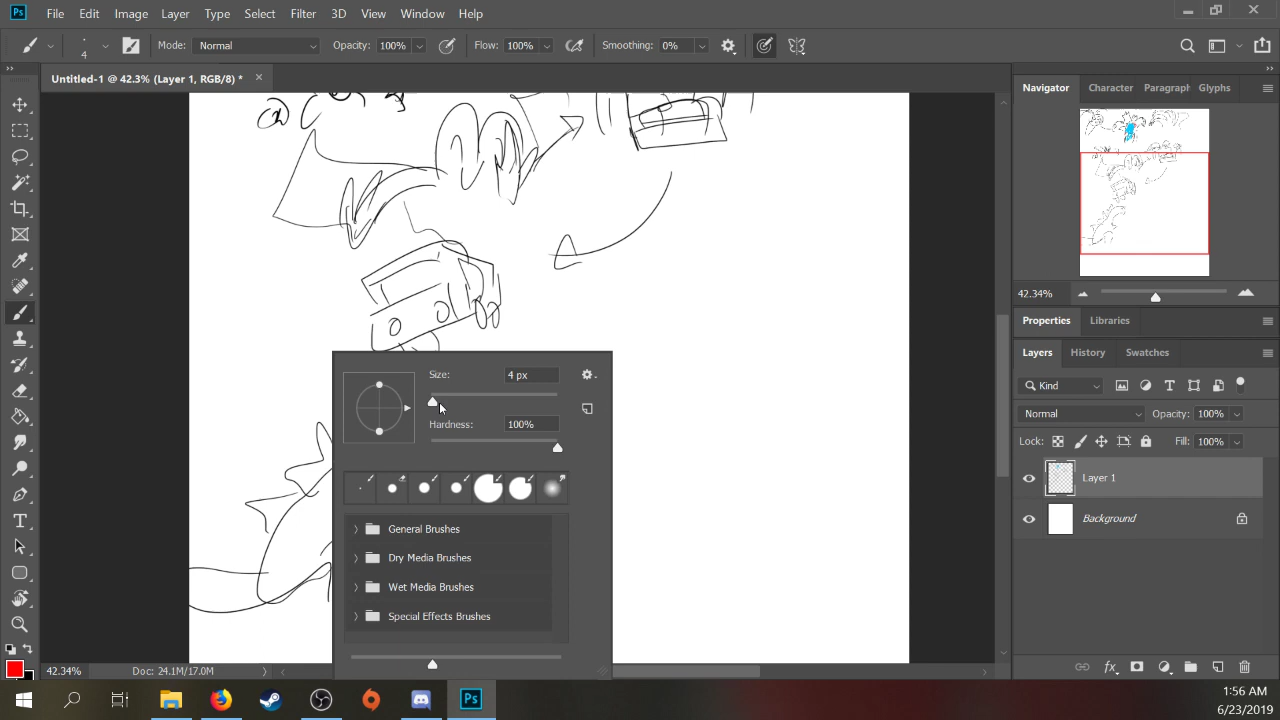 Ps File Edit Image Layer Type Select Filter 3D View Window Help
4 Mode: Normal Opacity: 100% Flow: 100% Smoothing: 0%
Untitled-1 @ 42.3% (Layer 1, RGB/8) * ×
Navigator Character Paragraph Glyphs
42.34%
Properties Libraries
Layers History Swatches
Kind
Normal Opacity: 100%
Lock: Fill: 100%
Layer 1
Background
Size: 4 px
Hardness: 100%
General Brushes
Dry Media Brushes
Wet Media Brushes
Special Effects Brushes
42.34% Doc: 24.1M/17.0M
Ps
1:56 AM
6/23/2019